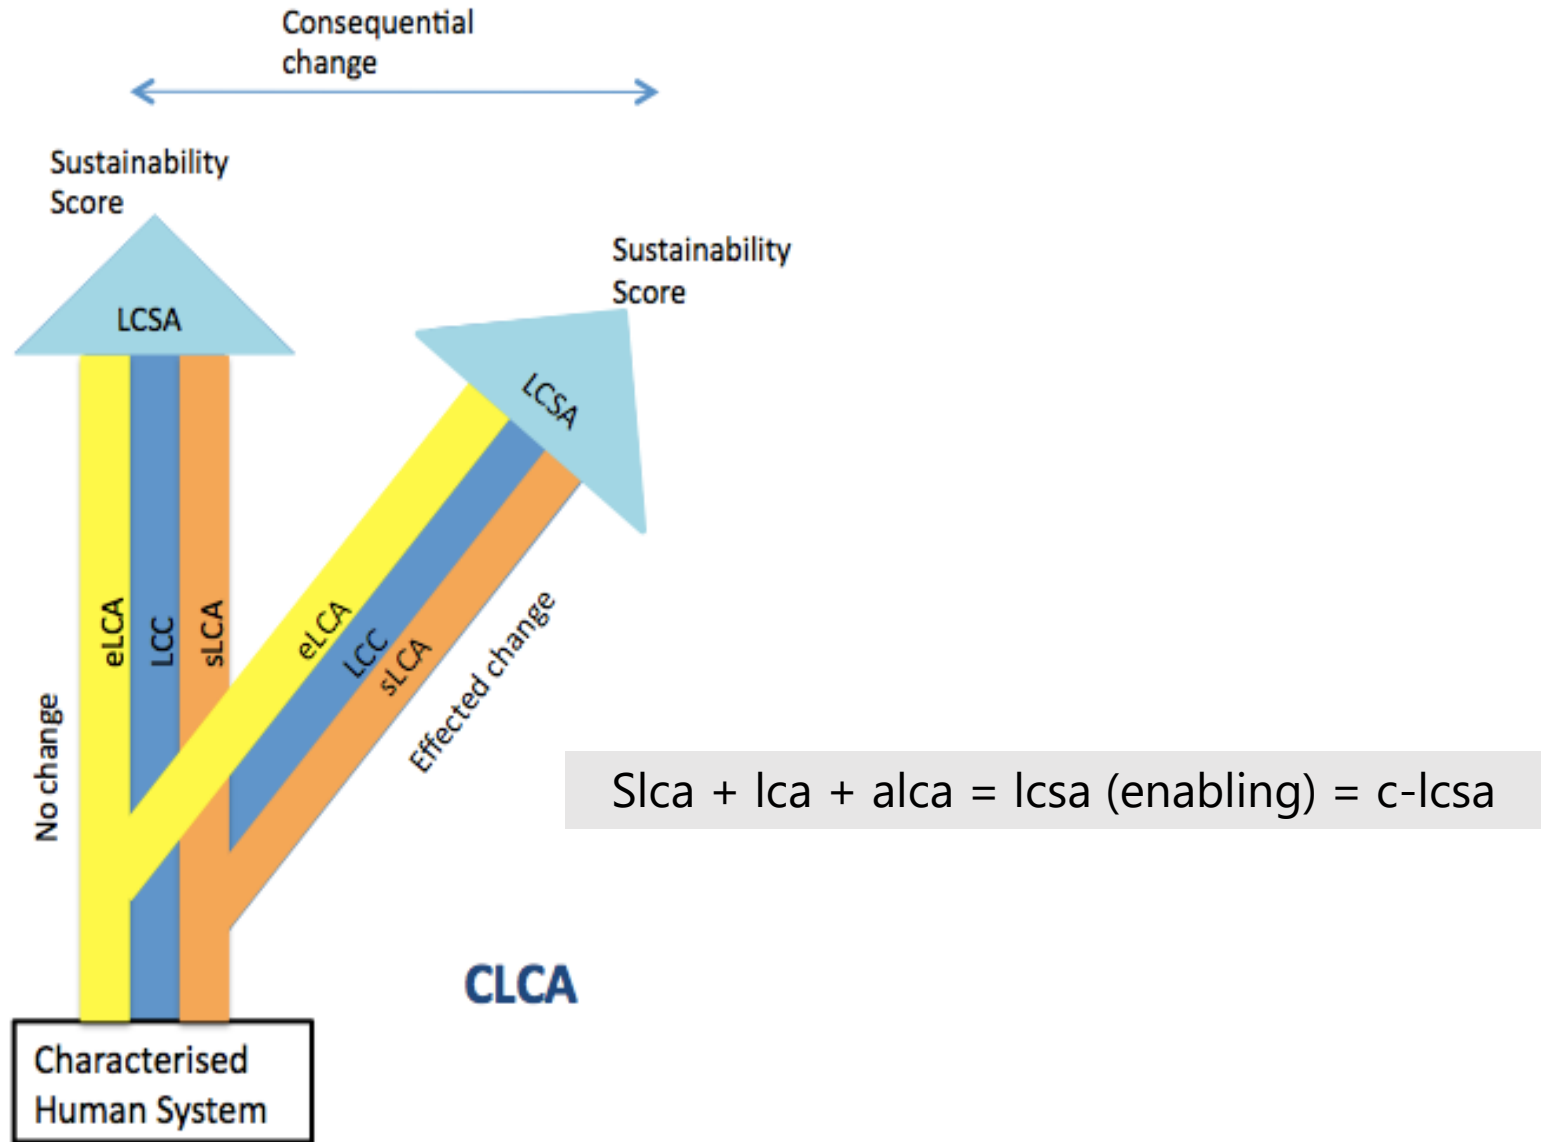 Consequential
change
Sustainability
Score
Sustainability
Score
LCSA
LCSA
eLCA
LCC
sLCA
eLCA
LCC
sLCA
No change
Effected change
Slca + lca + alca = lcsa (enabling) = c-lcsa
CLCA
Characterised
Human System